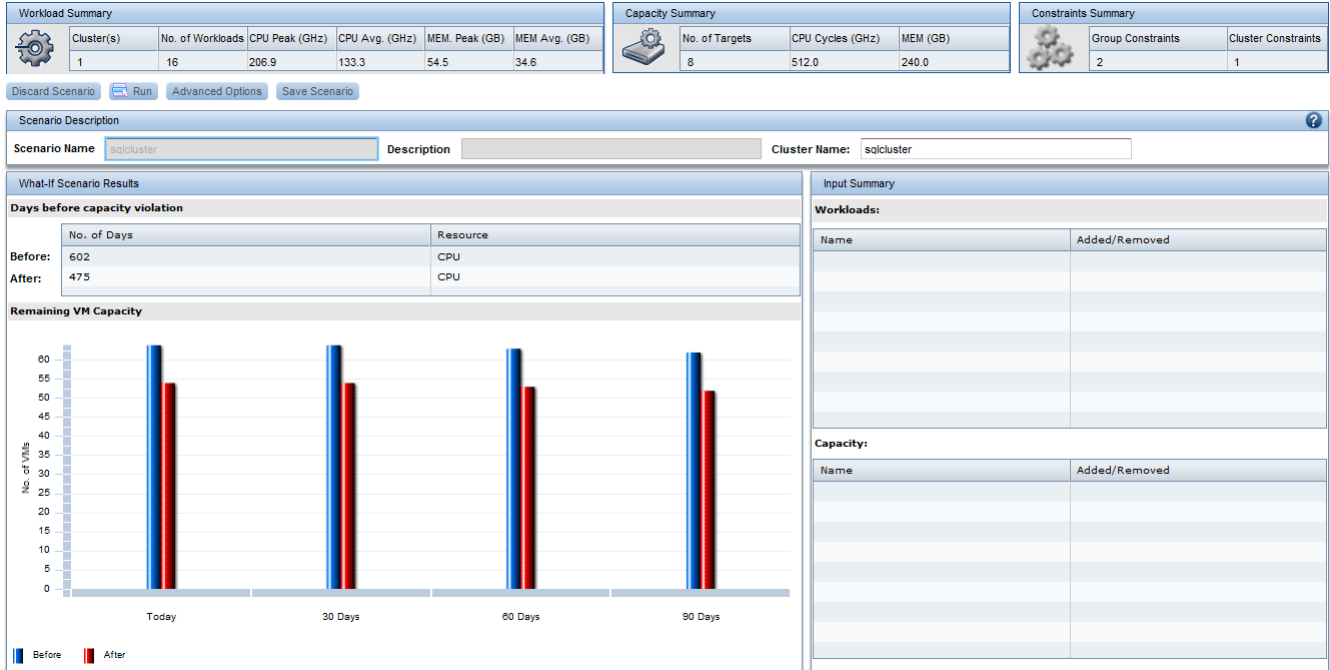 Workload Summary
Cluster(s) No. of Workloads CPU Peak (GHz) CPU Avg. (GHz) MEM. Peak (GB) MEM Avg. (GB)
1 16 206.9 133.3 54.5 34.6
Capacity Summary
No. of Targets CPU Cycles (GHz) MEM (GB)
8 512.0 240.0
Constraints Summary
Group Constraints Cluster Constraints
2 1
Discard Scenario Run Advanced Options Save Scenario
Scenario Description ?
Scenario Name sqlcluster Description Cluster Name: sqlcluster
What-If Scenario Results
Days before capacity violation
No. of Days Resource
Before: 602 CPU
After: 475 CPU
Remaining VM Capacity
No. of VMs
60
55
50
45
40
35
30
25
20
15
10
5
0
Today 30 Days 60 Days 90 Days
Before After
Input Summary
Workloads:
Name Added/Removed
Capacity:
Name Added/Removed